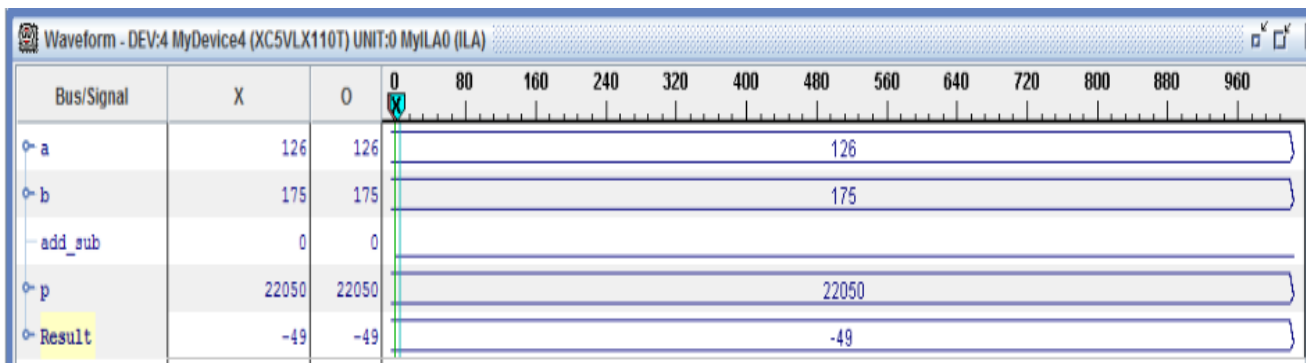 Waveform - DEV:4 MyDevice4 (XC5VLX110T) UNIT:0 MyILA0 (ILA)
Bus/Signal X O 0 80 160 240 320 400 480 560 640 720 800 880 960
X
a 126 126 126
b 175 175 175
add_sub 0 0
p 22050 22050 22050
Result -49 -49 -49